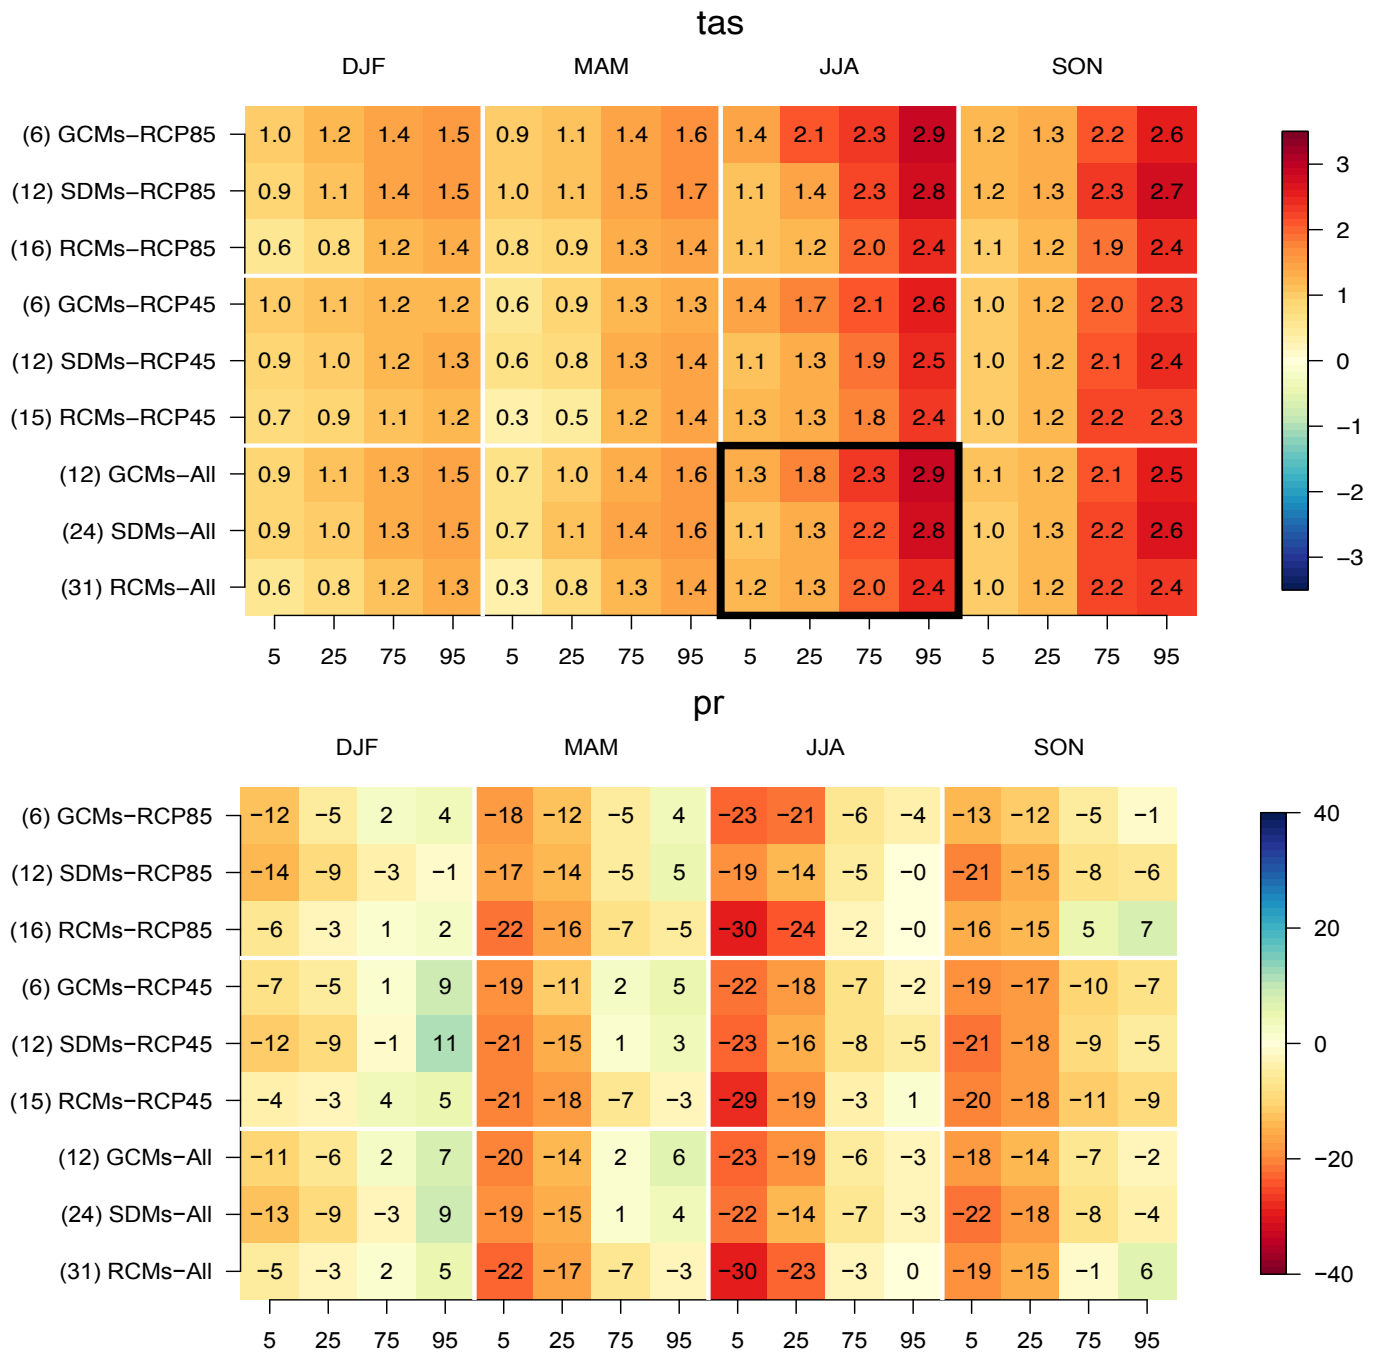 tas
DJF MAM JJA SON
(6) GCMs−RCP85 1.0 1.2 1.4 1.5 0.9 1.1 1.4 1.6 1.4 2.1 2.3 2.9 1.2 1.3 2.2 2.6
(12) SDMs−RCP85 0.9 1.1 1.4 1.5 1.0 1.1 1.5 1.7 1.1 1.4 2.3 2.8 1.2 1.3 2.3 2.7
(16) RCMs−RCP85 0.6 0.8 1.2 1.4 0.8 0.9 1.3 1.4 1.1 1.2 2.0 2.4 1.1 1.2 1.9 2.4
(6) GCMs−RCP45 1.0 1.1 1.2 1.2 0.6 0.9 1.3 1.3 1.4 1.7 2.1 2.6 1.0 1.2 2.0 2.3
(12) SDMs−RCP45 0.9 1.0 1.2 1.3 0.6 0.8 1.3 1.4 1.1 1.3 1.9 2.5 1.0 1.2 2.1 2.4
(15) RCMs−RCP45 0.7 0.9 1.1 1.2 0.3 0.5 1.2 1.4 1.3 1.3 1.8 2.4 1.0 1.2 2.2 2.3
(12) GCMs−All 0.9 1.1 1.3 1.5 0.7 1.0 1.4 1.6 1.3 1.8 2.3 2.9 1.1 1.2 2.1 2.5
(24) SDMs−All 0.9 1.0 1.3 1.5 0.7 1.1 1.4 1.6 1.1 1.3 2.2 2.8 1.0 1.3 2.2 2.6
(31) RCMs−All 0.6 0.8 1.2 1.3 0.3 0.8 1.3 1.4 1.2 1.3 2.0 2.4 1.0 1.2 2.2 2.4
5 25 75 95 5 25 75 95 5 25 75 95 5 25 75 95
3
2
1
0
−1
−2
−3
pr
DJF MAM JJA SON
(6) GCMs−RCP85 −12 −5 2 4 −18 −12 −5 4 −23 −21 −6 −4 −13 −12 −5 −1
(12) SDMs−RCP85 −14 −9 −3 −1 −17 −14 −5 5 −19 −14 −5 −0 −21 −15 −8 −6
(16) RCMs−RCP85 −6 −3 1 2 −22 −16 −7 −5 −30 −24 −2 −0 −16 −15 5 7
(6) GCMs−RCP45 −7 −5 1 9 −19 −11 2 5 −22 −18 −7 −2 −19 −17 −10 −7
(12) SDMs−RCP45 −12 −9 −1 11 −21 −15 1 3 −23 −16 −8 −5 −21 −18 −9 −5
(15) RCMs−RCP45 −4 −3 4 5 −21 −18 −7 −3 −29 −19 −3 1 −20 −18 −11 −9
(12) GCMs−All −11 −6 2 7 −20 −14 2 6 −23 −19 −6 −3 −18 −14 −7 −2
(24) SDMs−All −13 −9 −3 9 −19 −15 1 4 −22 −14 −7 −3 −22 −18 −8 −4
(31) RCMs−All −5 −3 2 5 −22 −17 −7 −3 −30 −23 −3 0 −19 −15 −1 6
5 25 75 95 5 25 75 95 5 25 75 95 5 25 75 95
40
20
0
−20
−40